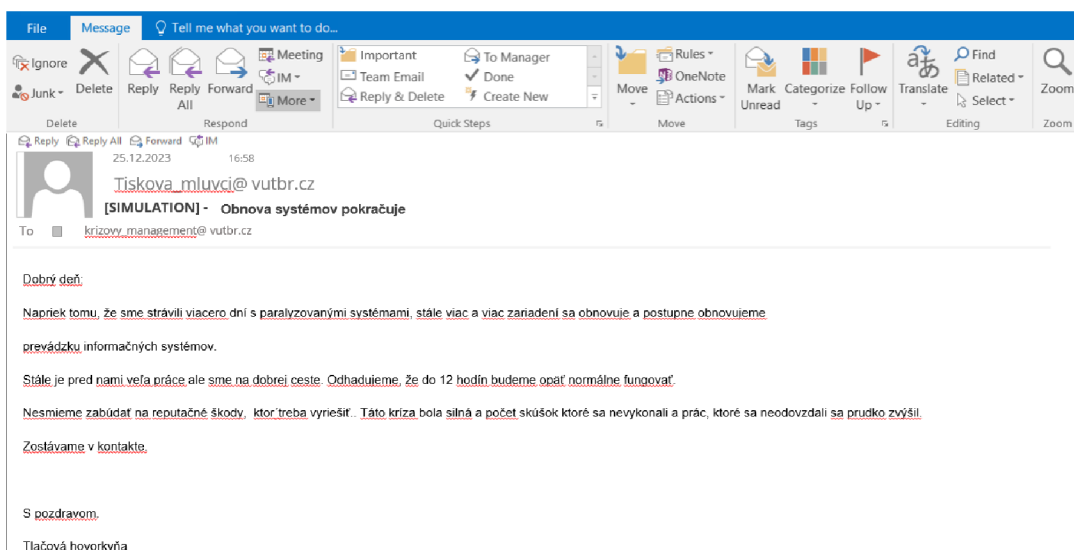 File Message Tell me what you want to do...
Ignore Meeting Important To Manager Rules Find
IM Team Email Done OneNote Related
Junk Delete Reply Reply Forward More Reply & Delete Create New Move Actions Mark Categorize Follow Translate Select Zoom
All Unread Up
Delete Respond Quick Steps Move Tags Editing Zoom
Reply Reply All Forward IM
25.12.2023 16:58
Tiskova_mluvci@ vutbr.cz
[SIMULATION] - Obnova systémov pokračuje
To krizovy_management@ vutbr.cz
Dobrý deň:
Napriek tomu, že sme strávili viacero dní s paralyzovanými systémami, stále viac a viac zariadení sa obnovuje a postupne obnovujeme
prevádzku informačných systémov.
Stále je pred nami veľa práce ale sme na dobrej ceste. Odhadujeme, že do 12 hodín budeme opäť normálne fungovať.
Nesmieme zabúdať na reputačné škody, ktor´treba vyriešiť.. Táto kríza bola silná a počet skúšok ktoré sa nevykonali a prác, ktoré sa neodovzdali sa prudko zvýšil.
Zostávame v kontakte.
S pozdravom.
Tlačová hovorkyňa